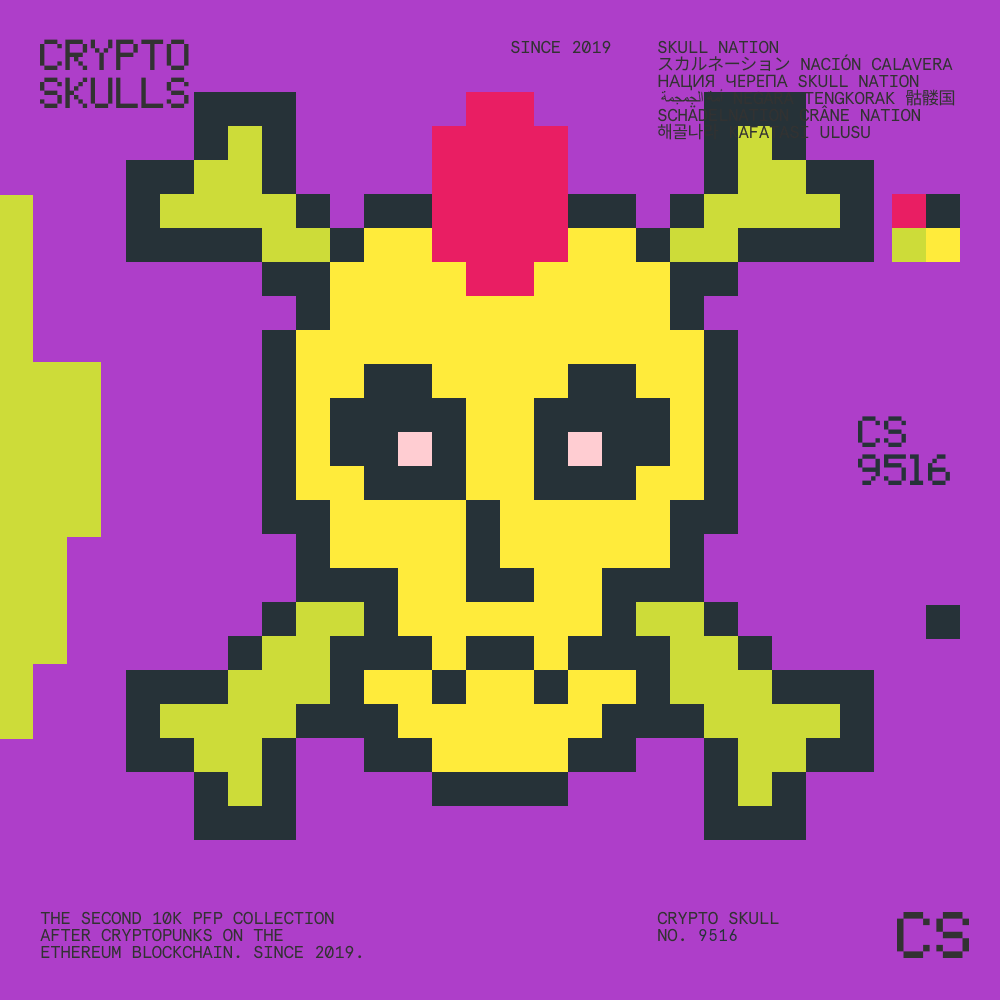 CRYPTO
SKULLS
SINCE 2019
SKULL NATION
スカルネーション NACIÓN CALAVERA
НАЦИЯ ЧЕРЕПА SKULL NATION
TENGKORAK 骷髅国
CRÂNE NATION
해골 ULUSU
CS
9516
THE SECOND 10K PFP COLLECTION
AFTER CRYPTOPUNKS ON THE
ETHEREUM BLOCKCHAIN. SINCE 2019.
CRYPTO SKULL
NO. 9516
CS